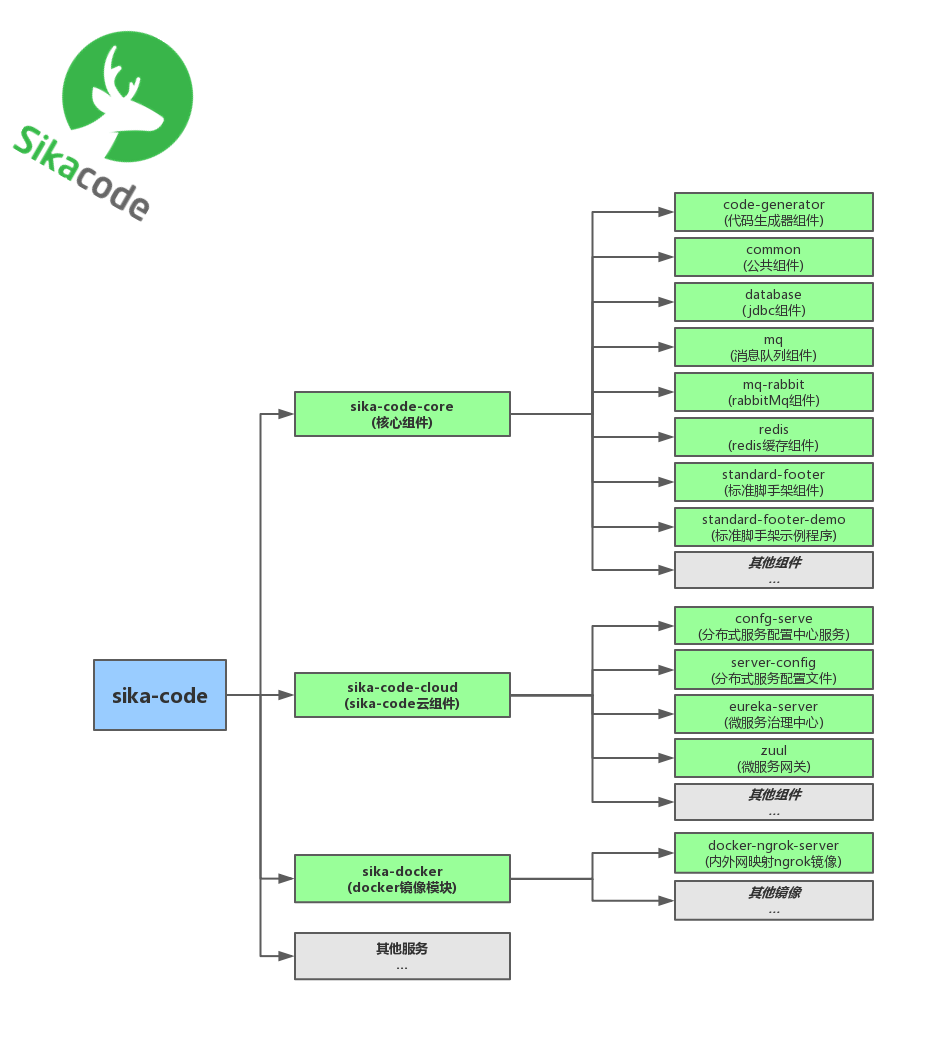 Sikacode
code-generator
(代码生成器组件)
common
(公共组件)
database
(jdbc组件)
mq
(消息队列组件)
mq-rabbit
(rabbitMq组件)
redis
(redis缓存组件)
standard-footer
(标准脚手架组件)
standard-footer-demo
(标准脚手架示例程序)
其他组件
...
sika-code-core
(核心组件)
confg-serve
(分布式服务配置中心服务)
server-config
(分布式服务配置文件)
eureka-server
(微服务治理中心)
zuul
(微服务网关)
其他组件
...
sika-code
sika-code-cloud
(sika-code云组件)
docker-ngrok-server
(内外网映射ngrok镜像)
其他镜像
...
sika-docker
(docker镜像模块)
其他服务
...